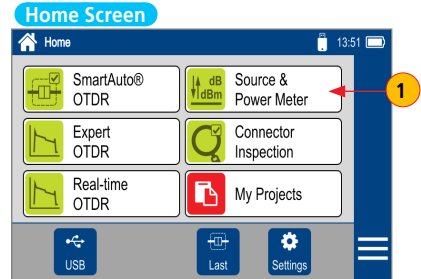 Home Screen
Home 13:51
SmartAuto®
OTDR
dB
dBm
Source &
Power Meter
1
Expert
OTDR
Connector
Inspection
Real-time
OTDR
My Projects
USB
Last
Settings